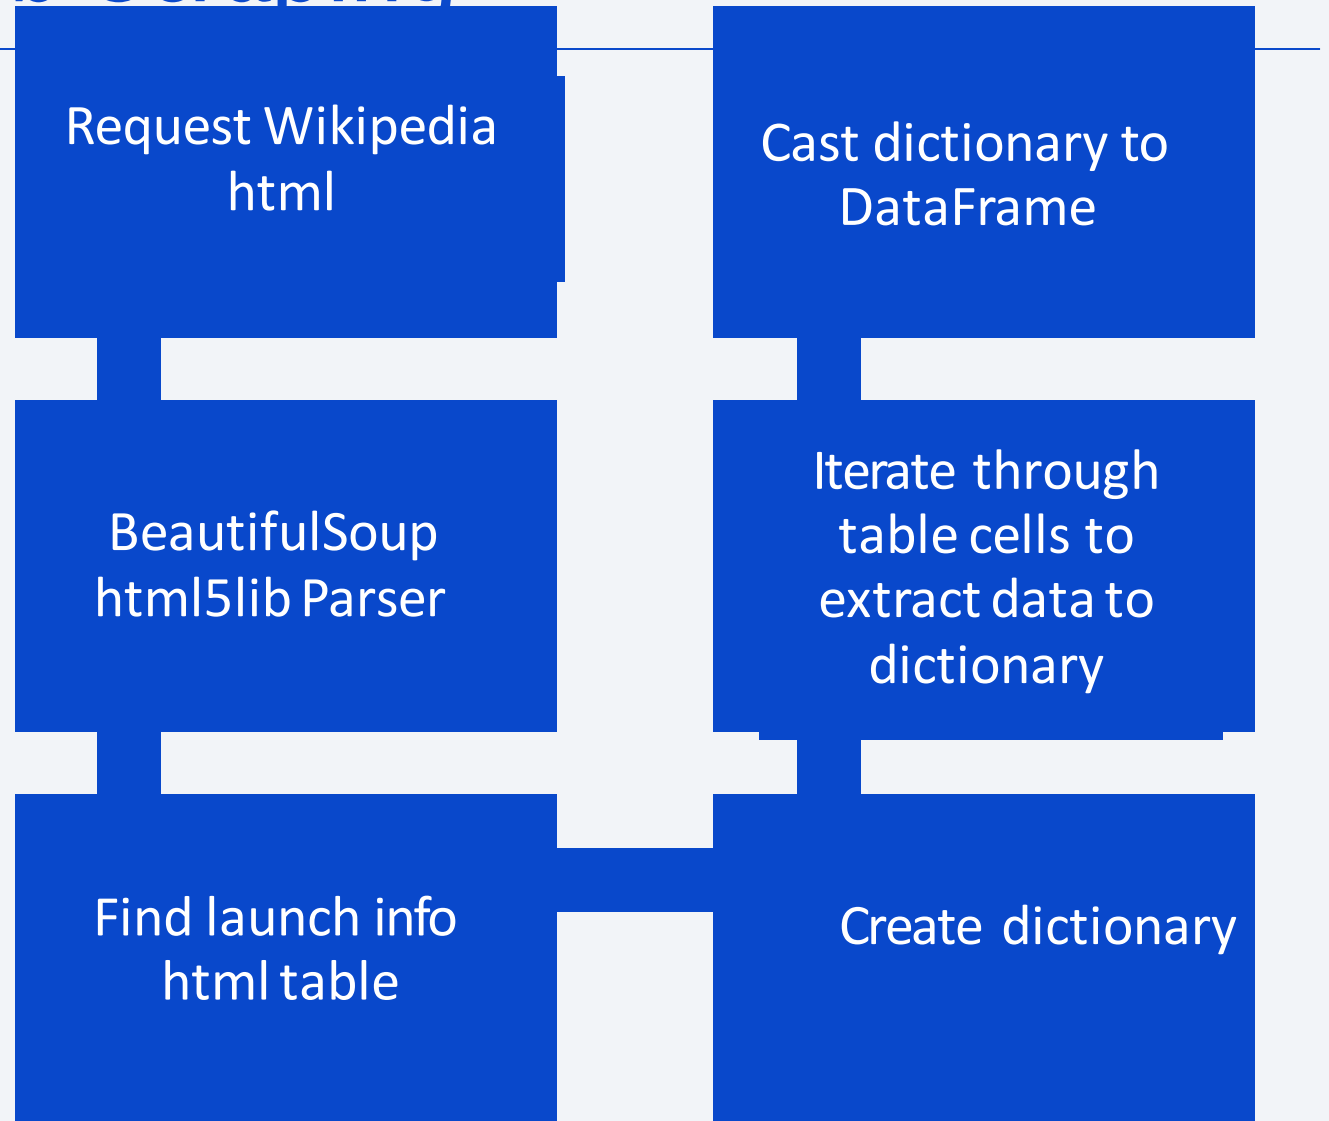 Request Wikipedia
html
BeautifulSoup
html5lib Parser
Find launch info
html table
Create dictionary
Iterate through
table cells to
extract data to
dictionary
Cast dictionary to
DataFrame